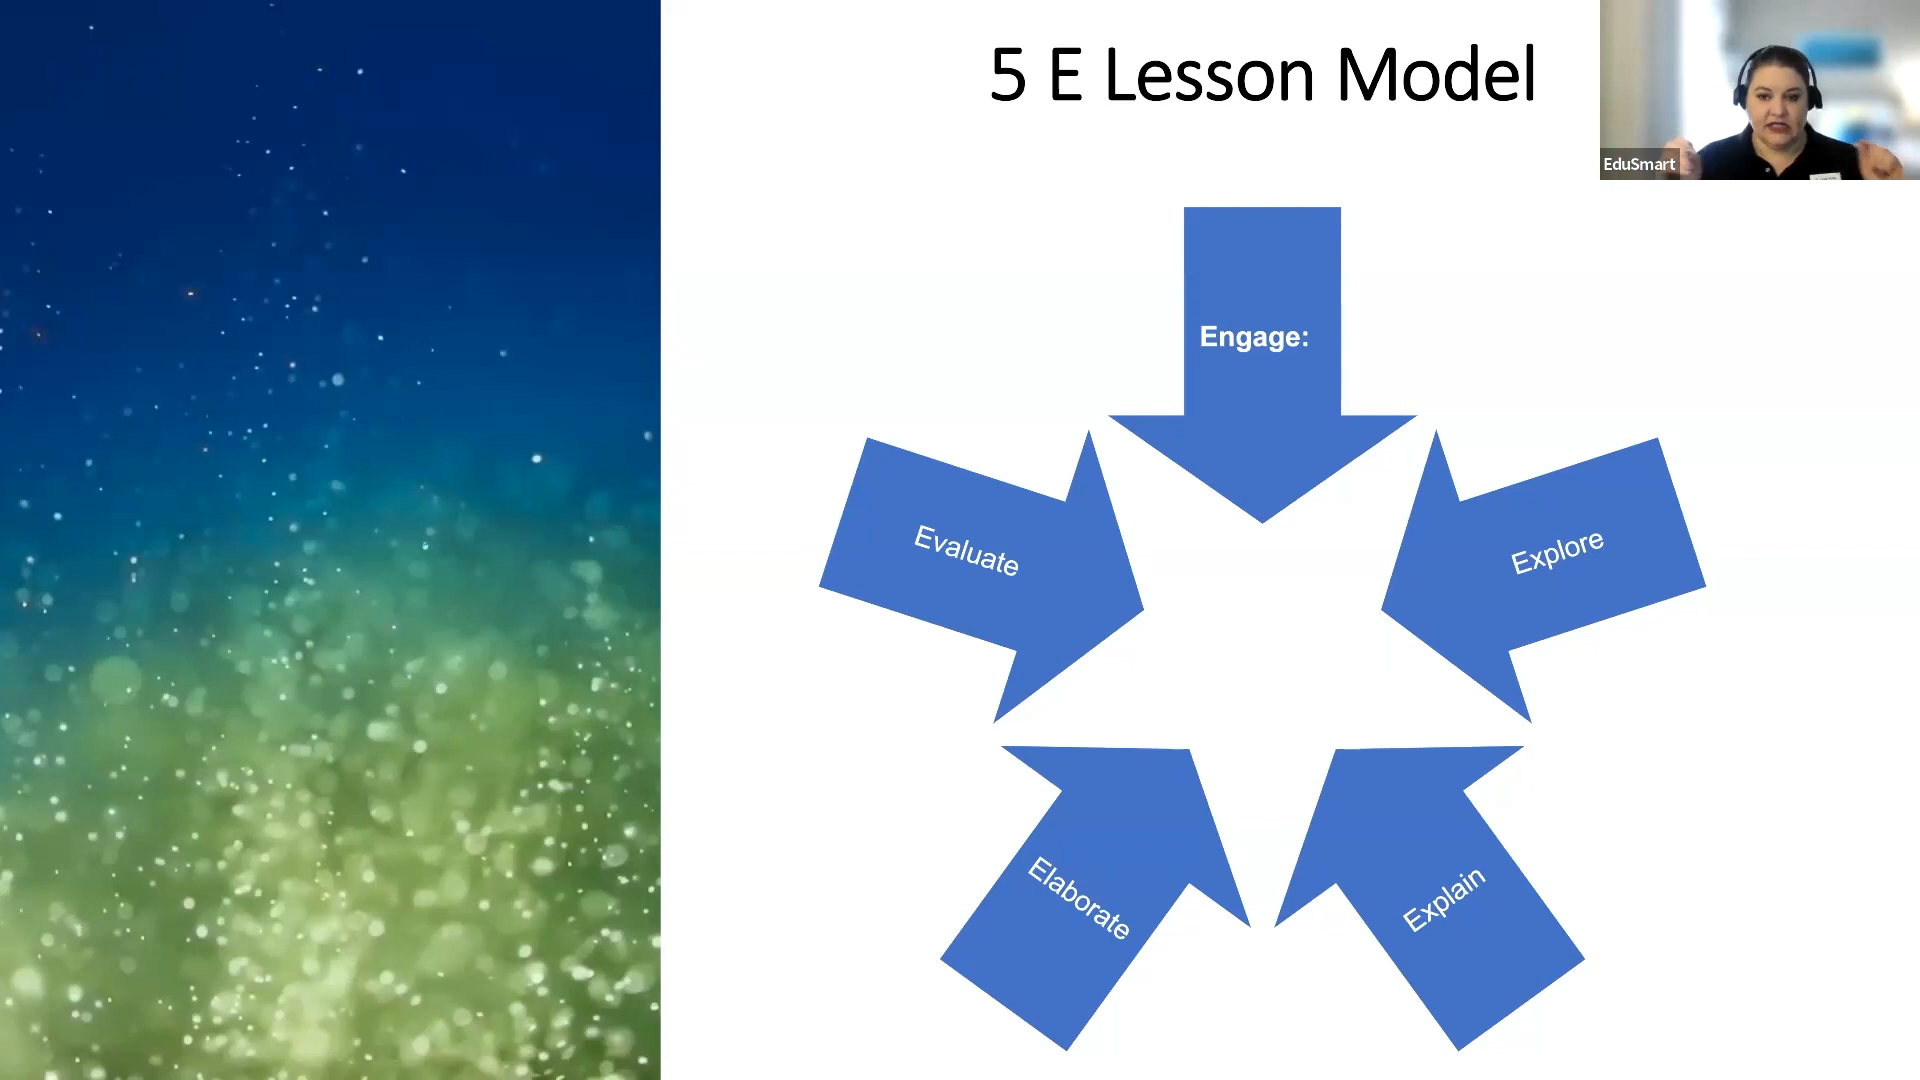 5 E Lesson Model
EduSmart
Engage:
Explore
Explain
Elaborate
Evaluate